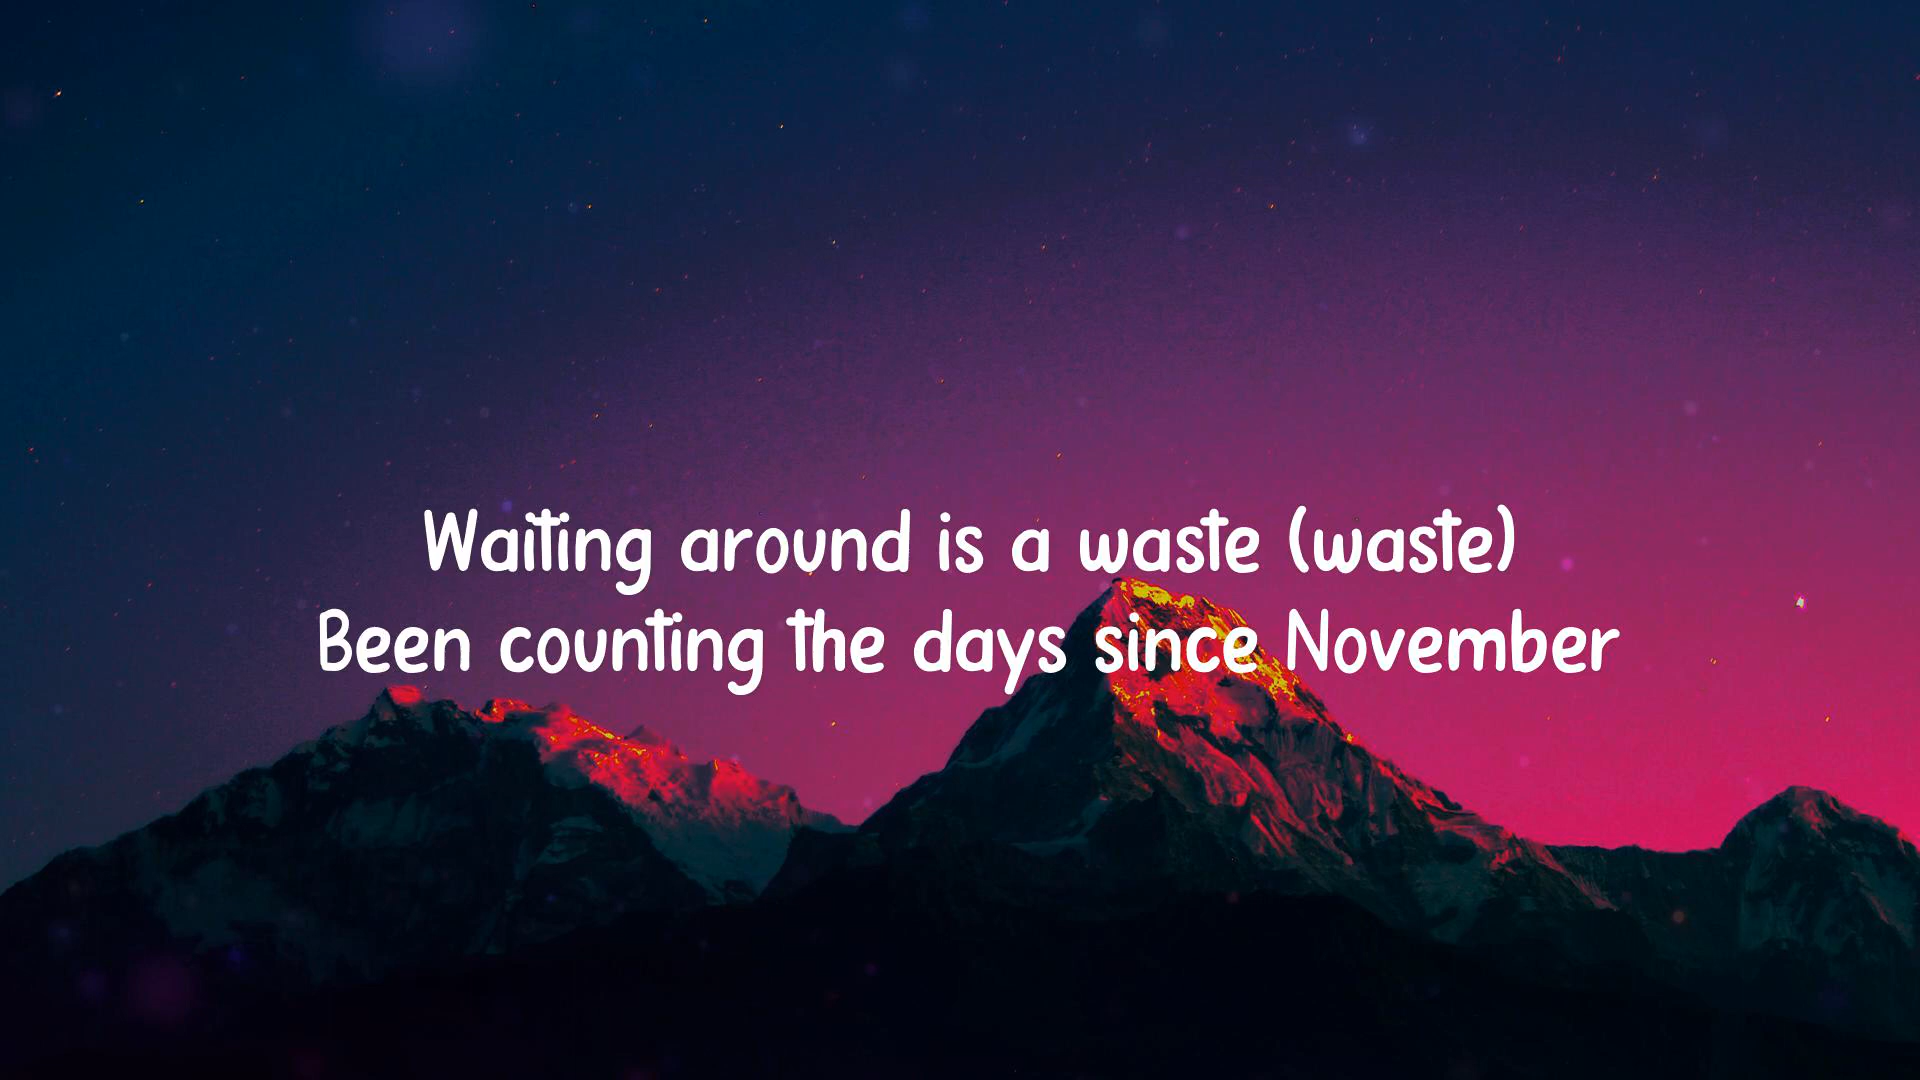 Waiting around is a waste (waste)
Been counting the days since November